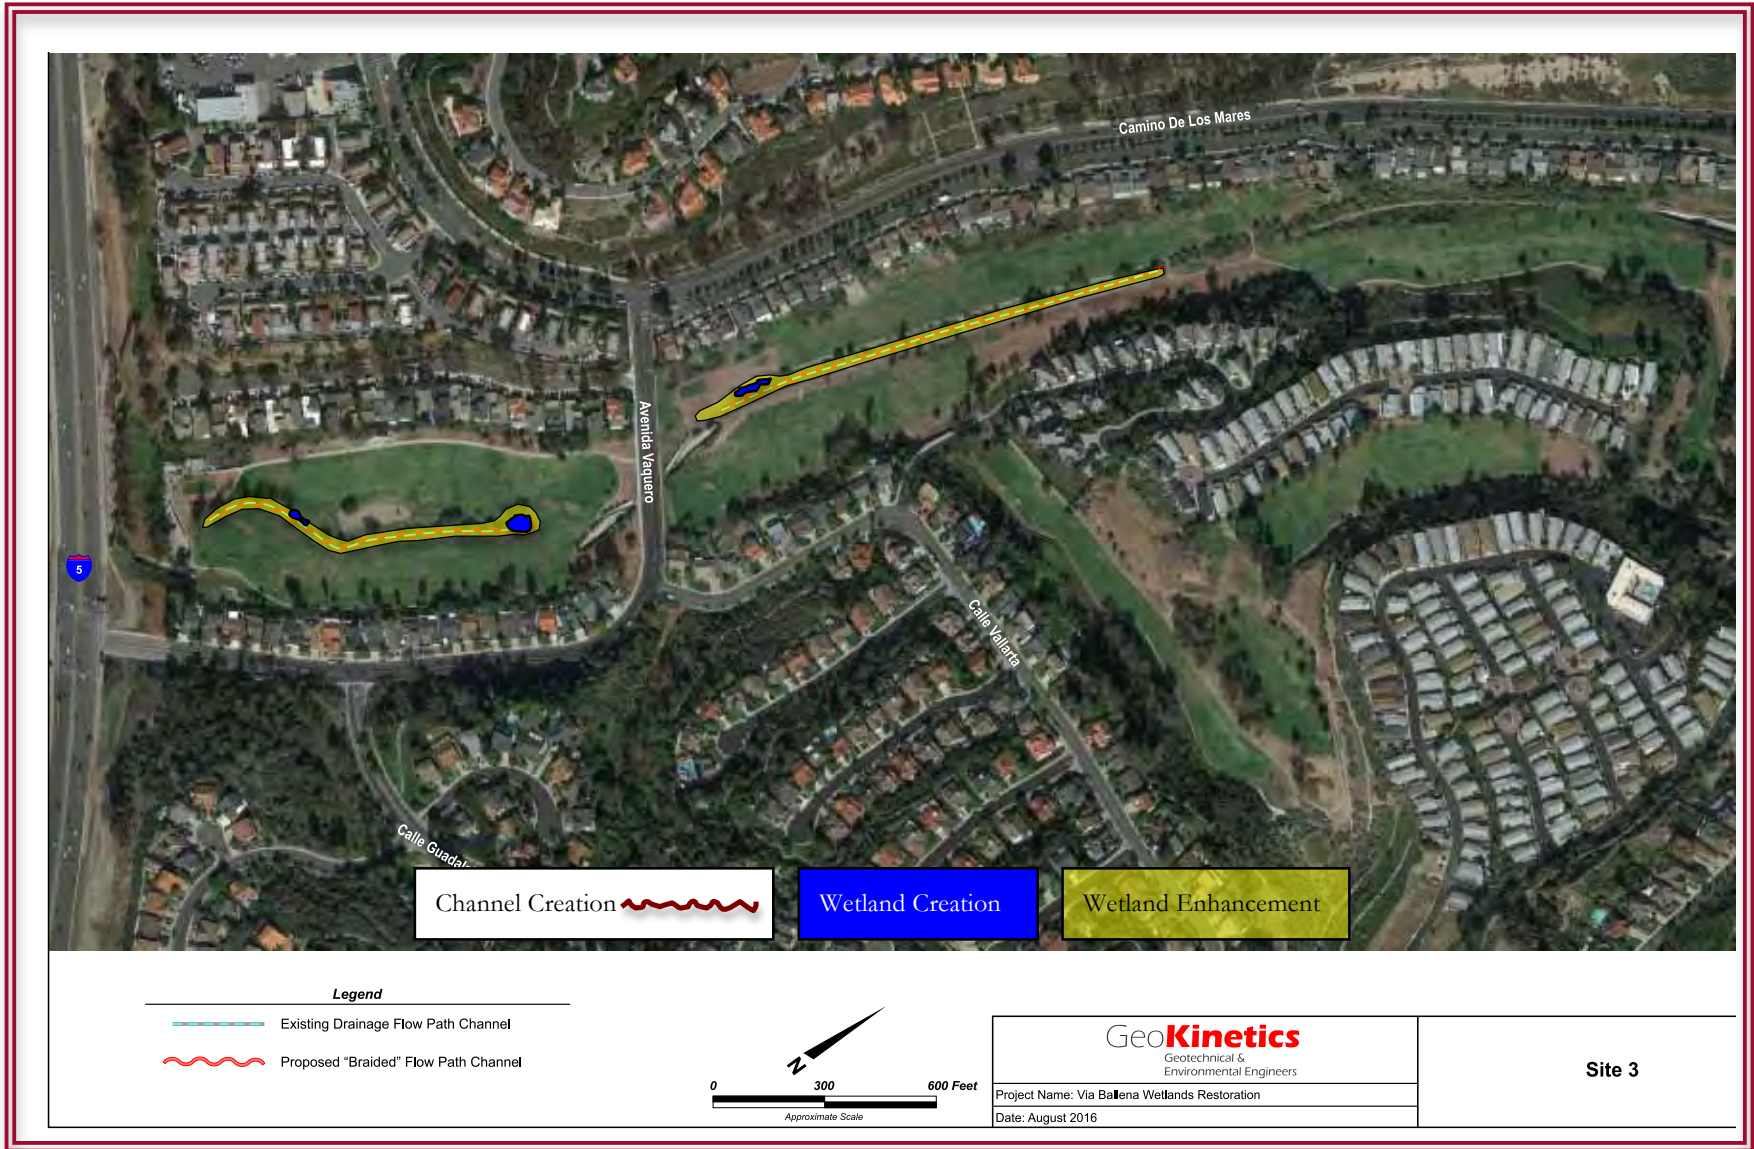 Camino De Los Mares
Avenida Vaquero
5
Calle Vallarta
Calle
Channel Creation
Wetland Creation
Wetland Enhancement
Legend
Existing Drainage Flow Path Channel
Proposed “Braided” Flow Path Channel
N
0 300 600 Feet
Approximate Scale
GeoKinetics
Geotechnical &
Environmental Engineers
Project Name: Via Ballena Wetlands Restoration
Date: August 2016
Site 3